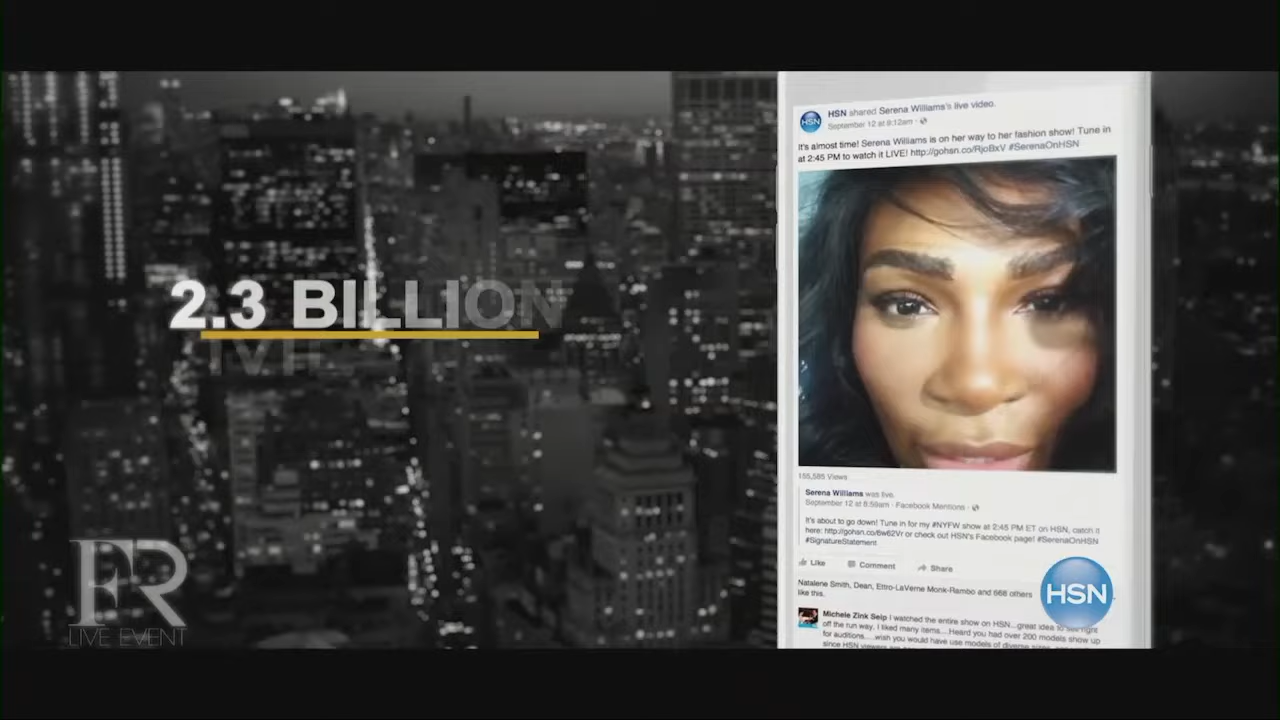 HSN shared Serena Williams's live video.
September 12 at 9:12am
It's almost time! Serena Williams is on her way to her fashion show! Tune in
at 2:45 PM to watch it LIVE! http://gohsn.co/RjoBxV #SerenaOnHSN
2.3 BILLION
155,585 Views
Serena Williams was live.
September 12 at 8:59am · Facebook Mentions ·
It's about to go down! Tune in for my #NYFW show at 2:45 PM ET on HSN, catch it
here: http://gohsn.co/6w62Vr or check out HSN's Facebook page! #SerenaOnHSN
#SignatureStatement
Like Comment Share
Natalene Smith, Dean, Ettro-LaVerne Monk-Rambo and 568 others
like this.
Michele Zink Seip I watched the entire show on HSN...great idea to see right
off the run way. I liked many items....Heard you had over 200 models show up
for auditions.....wish you would have use models of diverse sizes
since HSN viewers are
HSN
FR
LIVE EVENT